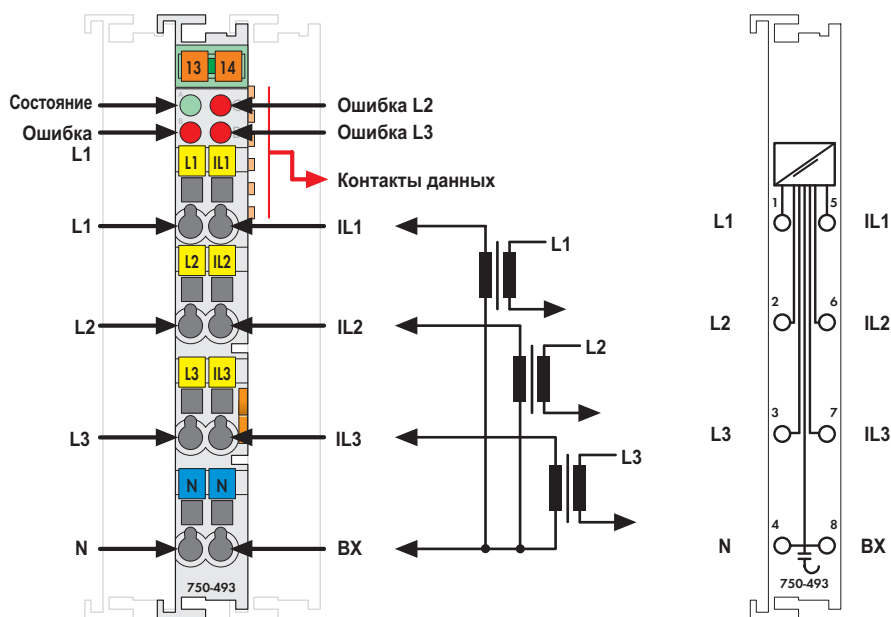 13 14
Состояние
Ошибка L2
Ошибка
L1
Ошибка L3
L1 IL1
Контакты данных
L1
IL1
L1
L2 IL2
L2
IL2
L2
L3 IL3
L3
IL3
L3
N N
N
BX
750-493
1 5
L1
IL1
2 6
L2
IL2
3 7
L3
IL3
4 8
N
BX
750-493